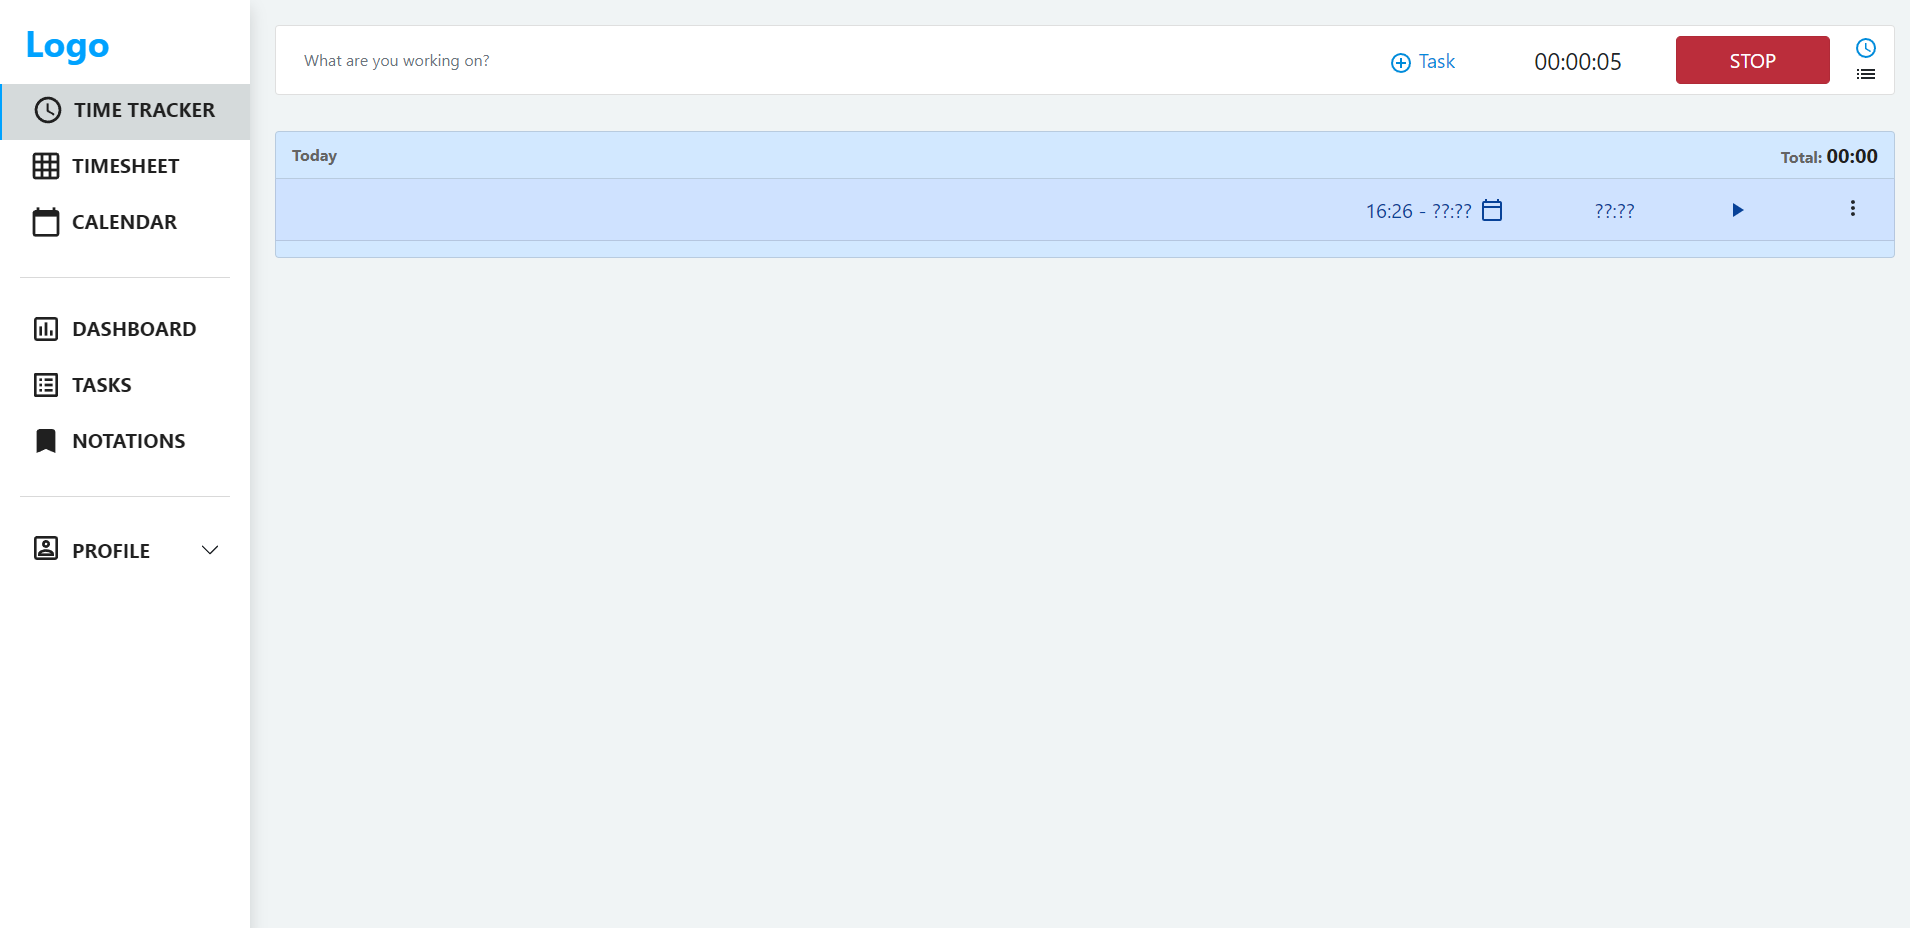 Logo
TIME TRACKER
TIMESHEET
CALENDAR
DASHBOARD
TASKS
NOTATIONS
PROFILE
What are you working on?
Task
00:00:05
STOP
Today
Total: 00:00
16:26 - ??:??
??:??